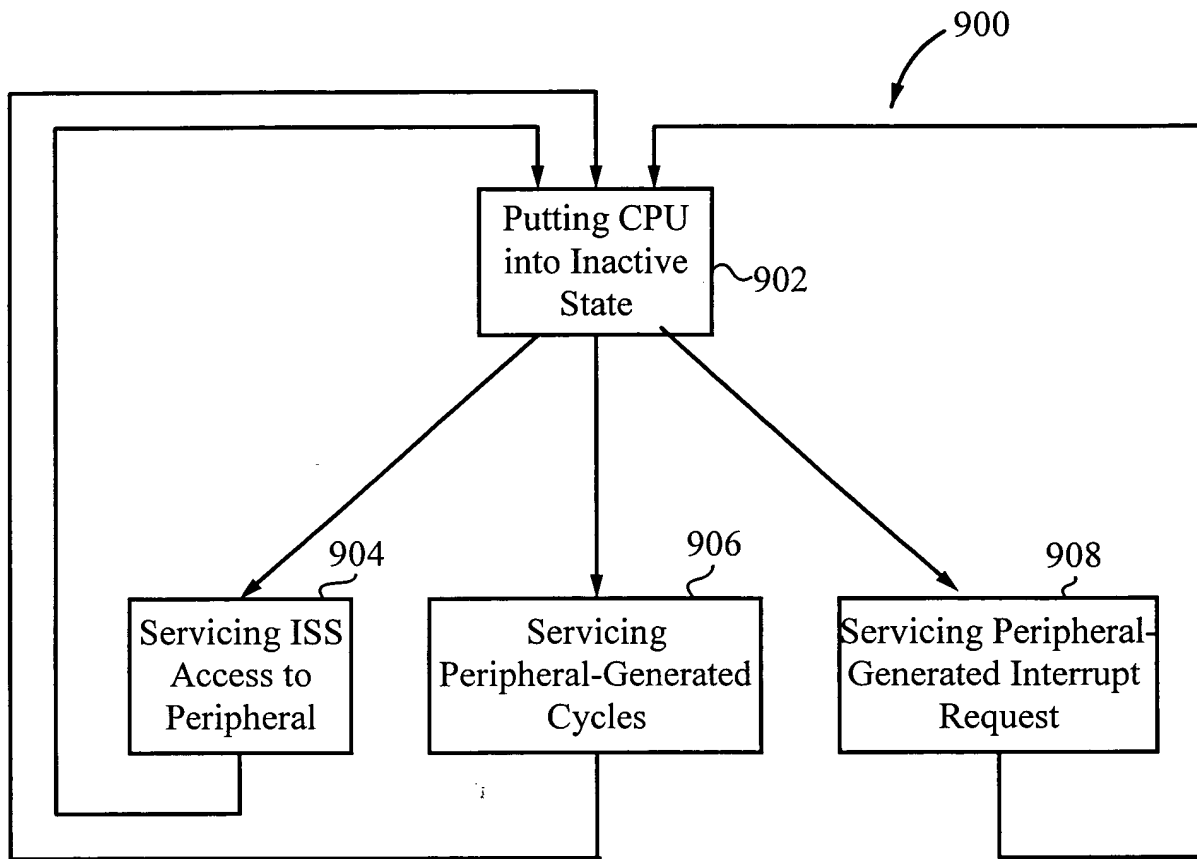 900
Putting CPU
into Inactive
State
902
904
906
908
Servicing ISS
Access to
Peripheral
Servicing
Peripheral-Generated
Cycles
Servicing Peripheral-
Generated Interrupt
Request